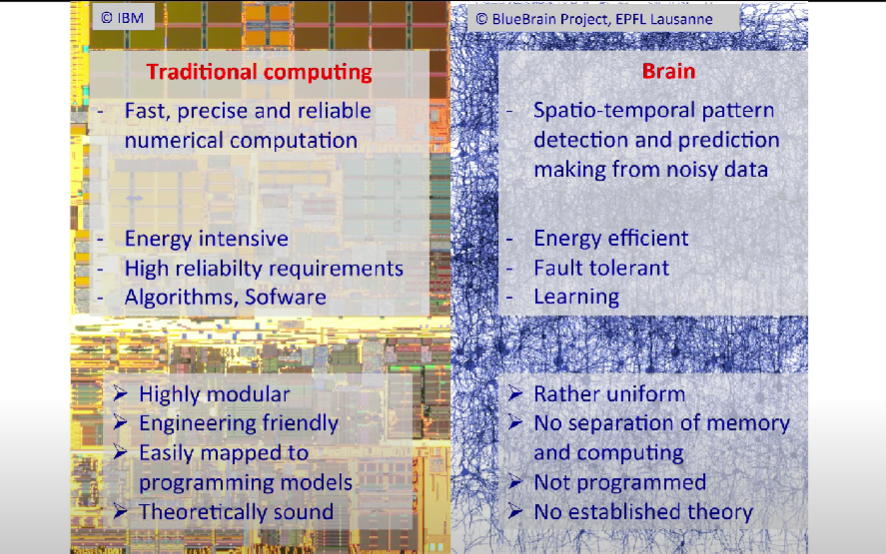 © IBM
Traditional computing
- Fast, precise and reliable
numerical computation
- Energy intensive
- High reliabilty requirements
- Algorithms, Sofware
➢ Highly modular
➢ Engineering friendly
➢ Easily mapped to
programming models
➢ Theoretically sound
© BlueBrain Project, EPFL Lausanne
Brain
- Spatio-temporal pattern
detection and prediction
making from noisy data
- Energy efficient
- Fault tolerant
- Learning
➢ Rather uniform
➢ No separation of memory
and computing
➢ Not programmed
➢ No established theory